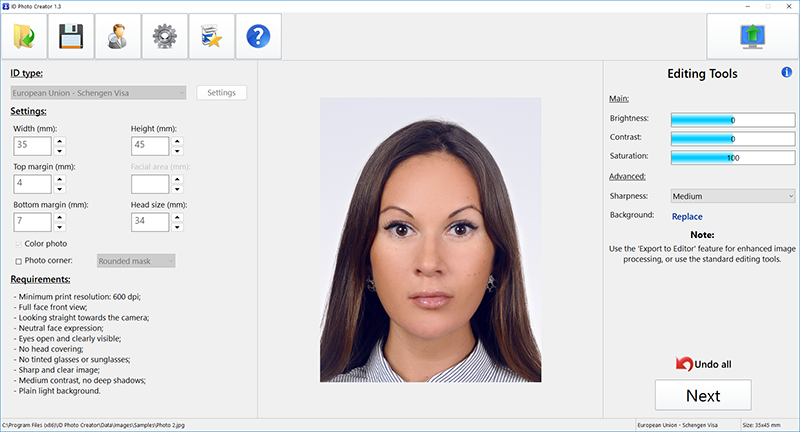 ID Photo Creator 1.3
ID type:
European Union - Schengen Visa
Settings
Settings:
Width (mm):
Height (mm):
35
45
Top margin (mm):
Facial area (mm):
4
Bottom margin (mm):
Head size (mm):
7
34
Color photo
Photo corner:
Rounded mask
Requirements:
- Minimum print resolution: 600 dpi;
- Full face front view;
- Looking straight towards the camera;
- Neutral face expression;
- Eyes open and clearly visible;
- No head covering;
- No tinted glasses or sunglasses;
- Sharp and clear image;
- Medium contrast, no deep shadows;
- Plain light background.
Editing Tools
Main:
Brightness:
0
Contrast:
0
Saturation:
100
Advanced:
Sharpness:
Medium
Background:
Replace
Note:
Use the 'Export to Editor' feature for enhanced image
processing, or use the standard editing tools.
Undo all
Next
C:\Program Files (x86)\ID Photo Creator\Data\Images\Samples\Photo 2.jpg
European Union - Schengen Visa
Size: 35x45 mm